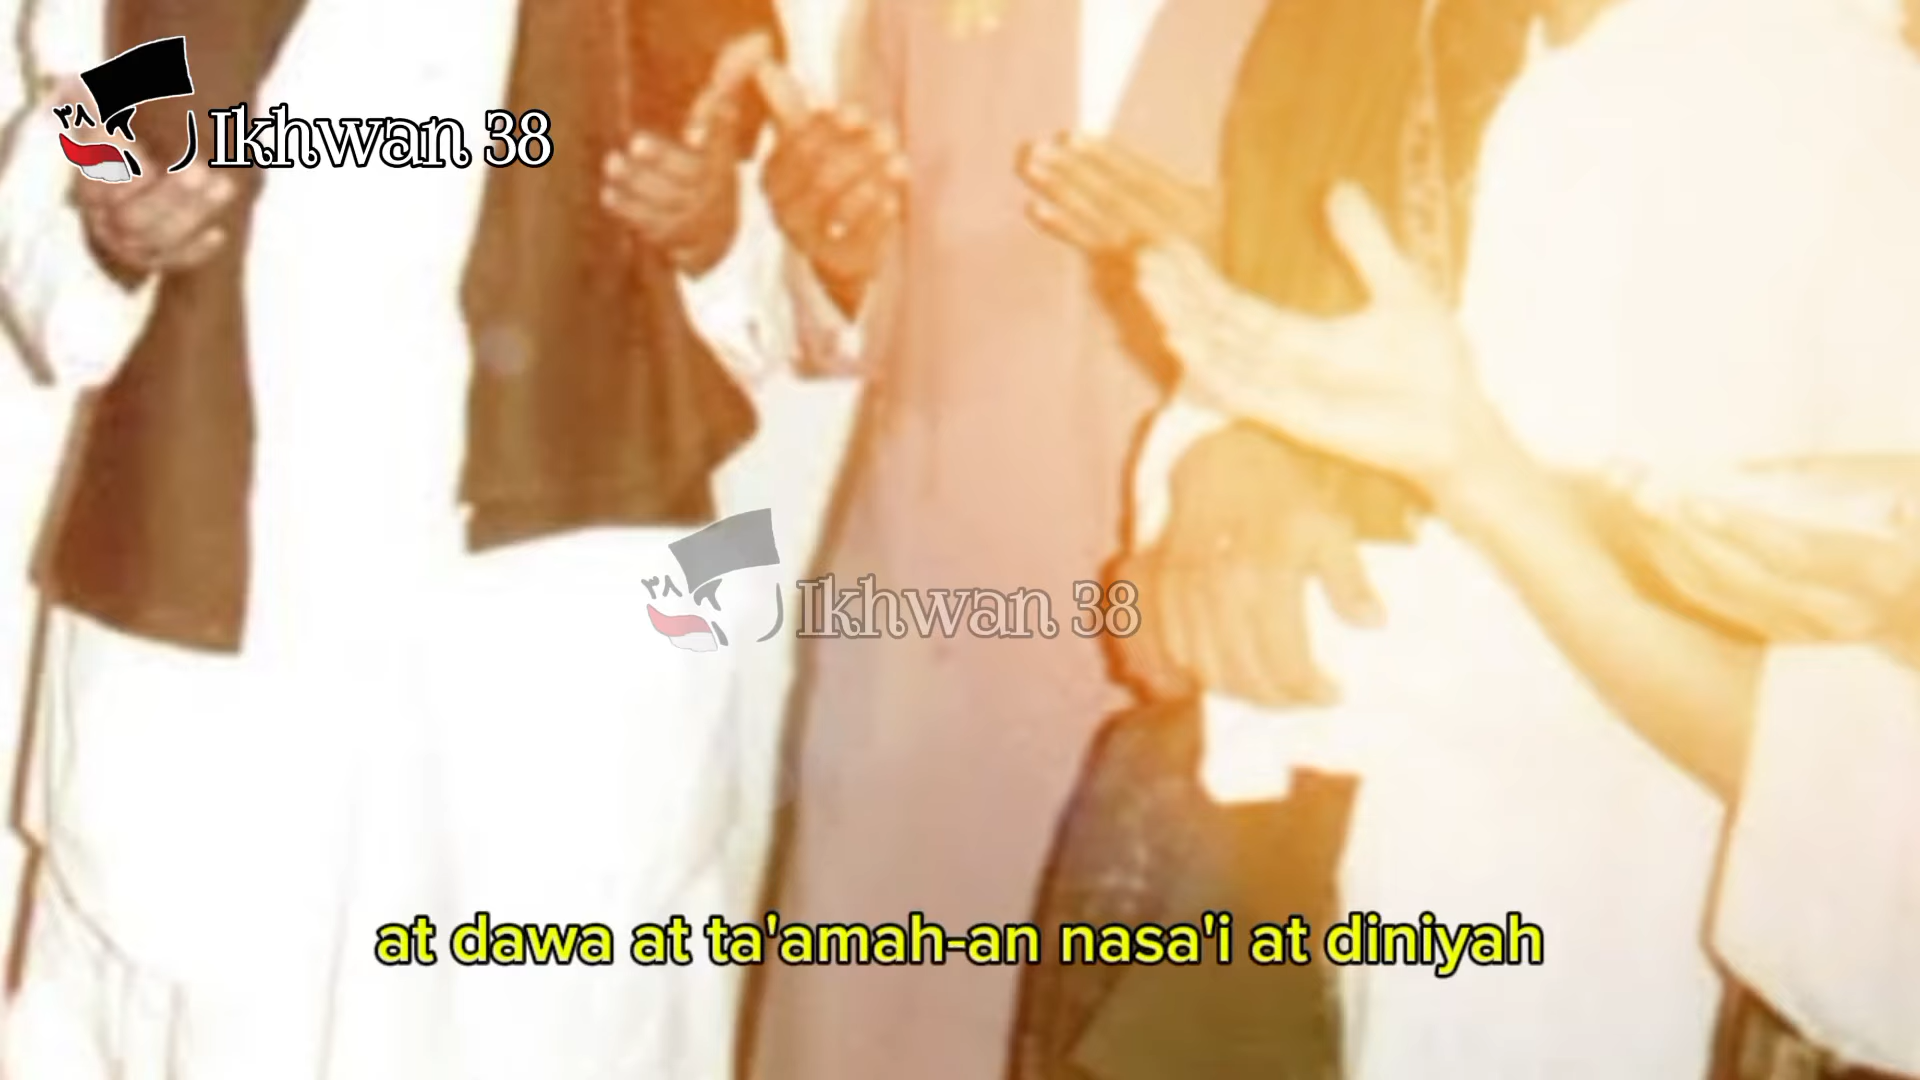 ٣٨
Ikhwan 38
٣٨
Ikhwan 38
at dawa at ta'amah-an nasa'i at diniyah